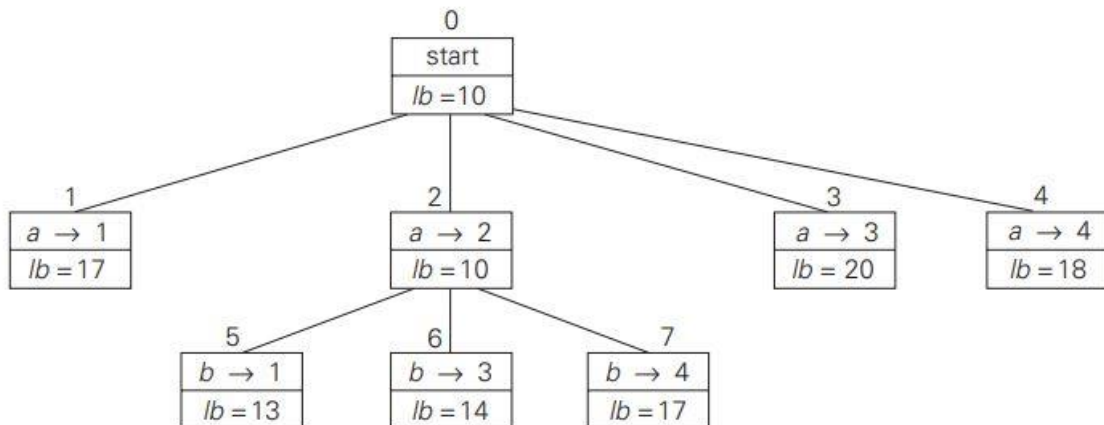 0
start
lb = 10
1 2 3 4
a → 1 a → 2 a → 3 a → 4
lb = 17 lb = 10 lb = 20 lb = 18
5 6 7
b → 1 b → 3 b → 4
lb = 13 lb = 14 lb = 17